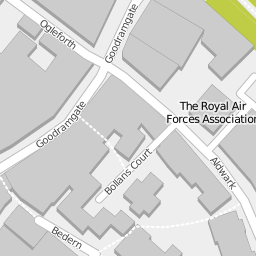 Ogleforth
Goodramgate
The Royal Air
Forces Association
Goodramgate
Bollans Court
Aldwark
Bedern